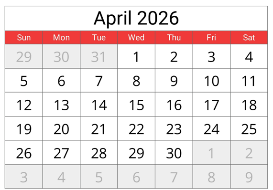 April 2026
Sun Mon Tue Wed Thu Fri Sat
29 30 31 1 2 3 4
5 6 7 8 9 10 11
12 13 14 15 16 17 18
19 20 21 22 23 24 25
26 27 28 29 30 1 2
3 4 5 6 7 8 9